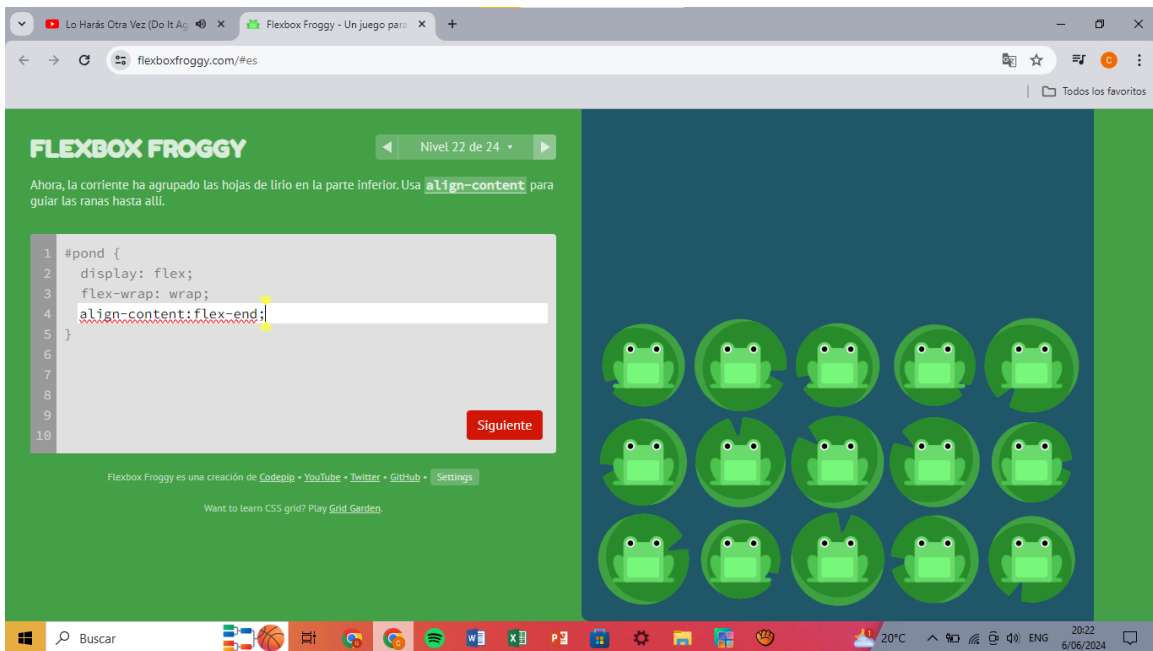 Lo Harás Otra Vez (Do It Ag
Flexbox Froggy - Un juego para
flexboxfroggy.com/#es
Todos los favoritos
FLEXBOX FROGGY
Nivel 22 de 24
Ahora, la corriente ha agrupado las hojas de lirio en la parte inferior. Usa align-content para
guiar las ranas hasta allí.
1 #pond {
2 display: flex;
3 flex-wrap: wrap;
4 align-content:flex-end;
5 }
6
7
8
9
10
Siguiente
Flexbox Froggy es una creación de Codepip • YouTube • Twitter • GitHub • Settings
Want to learn CSS grid? Play Grid Garden.
Buscar
20°C
ENG
20:22
6/06/2024